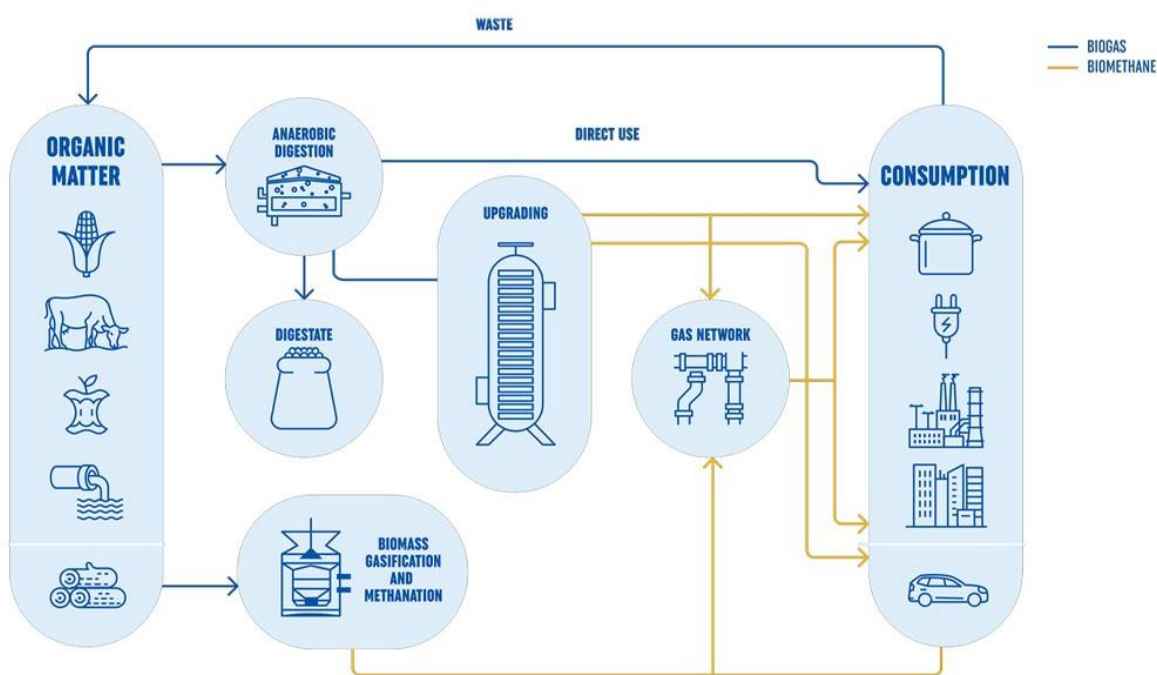 WASTE
BIOGAS
BIOMETHANE
ORGANIC
MATTER
ANAEROBIC
DIGESTION
DIRECT USE
CONSUMPTION
UPGRADING
DIGESTATE
GAS NETWORK
BIOMASS
GASIFICATION
AND
METHANATION